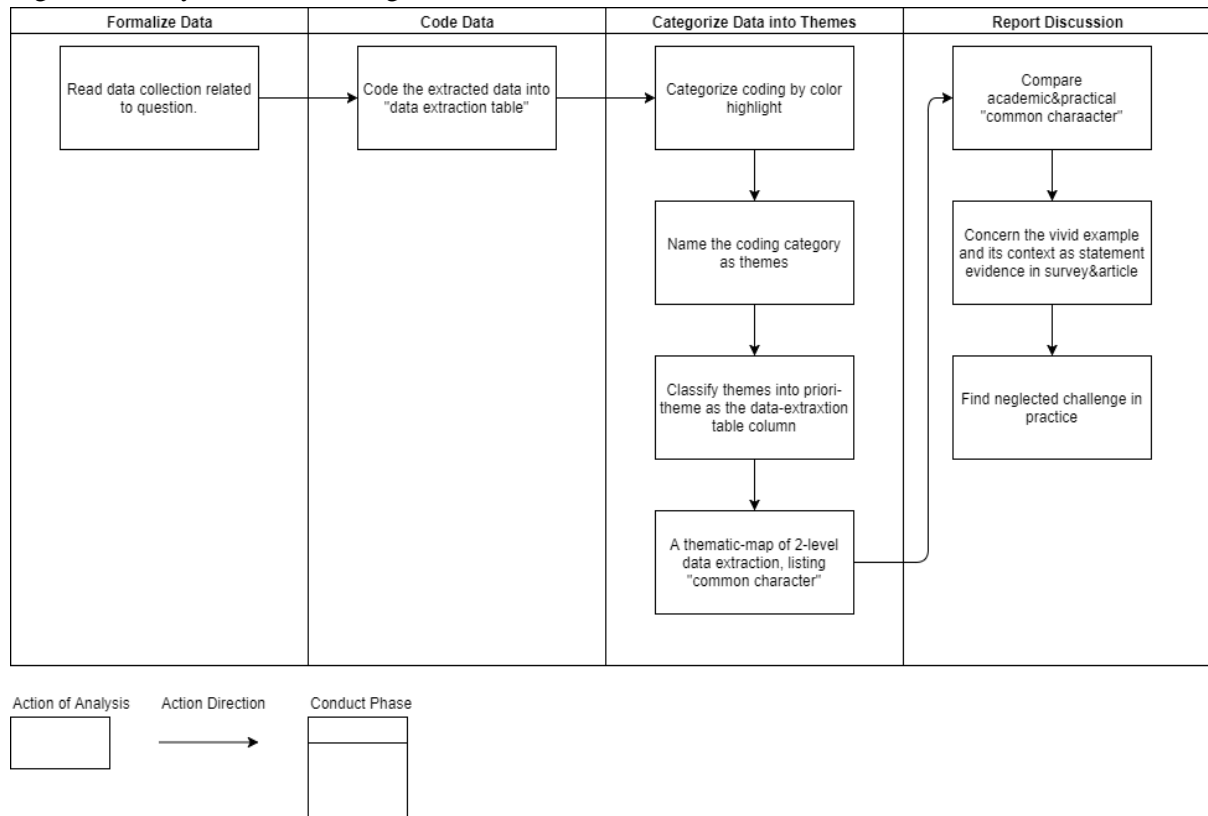 Formalize Data
Code Data
Categorize Data into Themes
Report Discussion
Read data collection related
to question.
Code the extracted data into
"data extraction table"
Categorize coding by color
highlight
Name the coding category
as themes
Classify themes into priori-
theme as the data-extraxtion
table column
A thematic-map of 2-level
data extraction, listing
"common character"
Compare
academic&practical
"common charaacter"
Concern the vivid example
and its context as statement
evidence in survey&article
Find neglected challenge in
practice
Action of Analysis
Action Direction
Conduct Phase